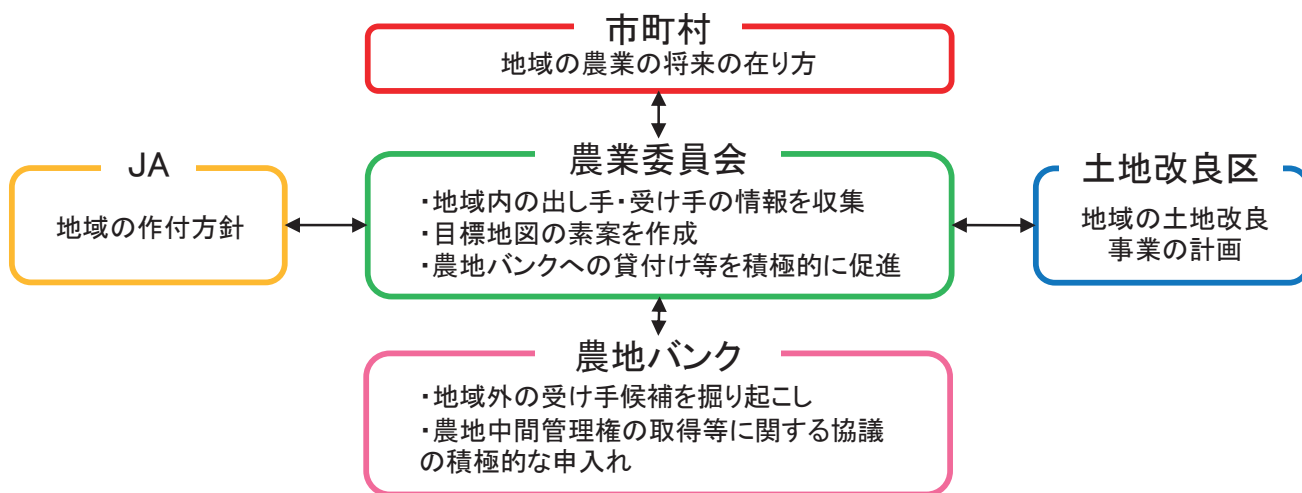 市町村
地域の農業の将来の在り方
JA
地域の作付方針
農業委員会
・地域内の出し手・受け手の情報を収集
・目標地図の素案を作成
・農地バンクへの貸付け等を積極的に促進
土地改良区
地域の土地改良
事業の計画
農地バンク
・地域外の受け手候補を掘り起こし
・農地中間管理権の取得等に関する協議
の積極的な申入れ